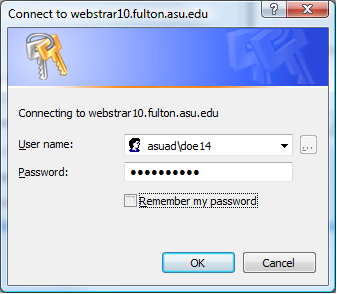 Connect to webstrar10.fulton.asu.edu
Connecting to webstrar10.fulton.asu.edu
User name: asuad\doe14
...
Password: ●●●●●●●●●●
Remember my password
OK Cancel